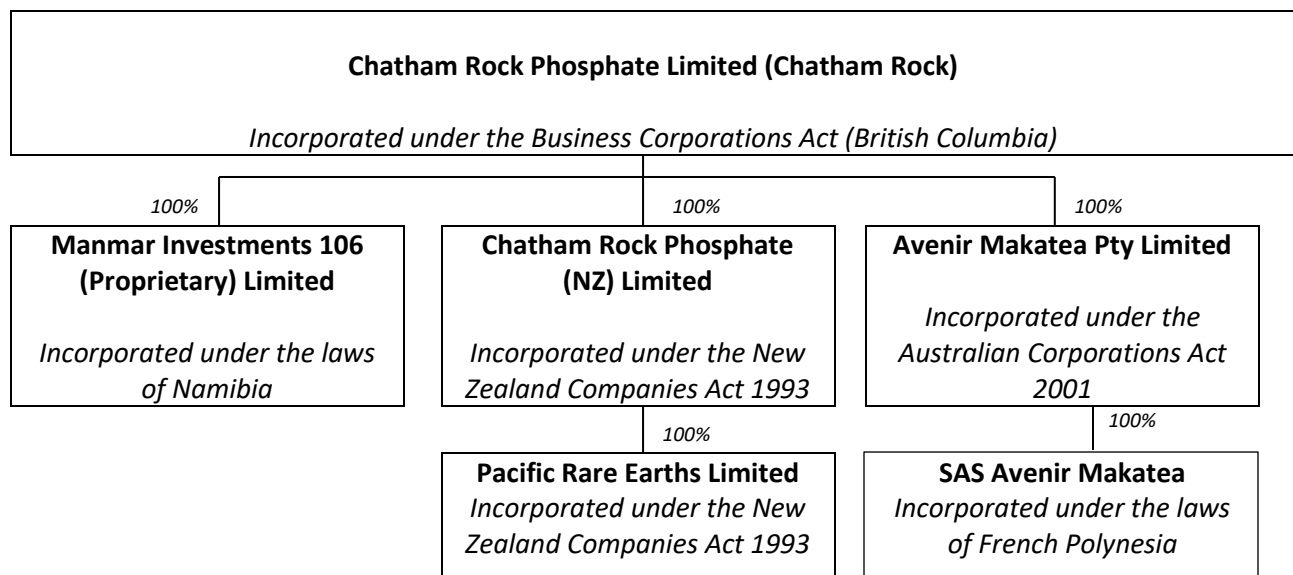 Chatham Rock Phosphate Limited (Chatham Rock)
Incorporated under the Business Corporations Act (British Columbia)
100%
100%
100%
Manmar Investments 106
(Proprietary) Limited
Incorporated under the laws
of Namibia
Chatham Rock Phosphate
(NZ) Limited
Incorporated under the New
Zealand Companies Act 1993
Avenir Makatea Pty Limited
Incorporated under the
Australian Corporations Act
2001
100%
100%
Pacific Rare Earths Limited
Incorporated under the New
Zealand Companies Act 1993
SAS Avenir Makatea
Incorporated under the laws
of French Polynesia